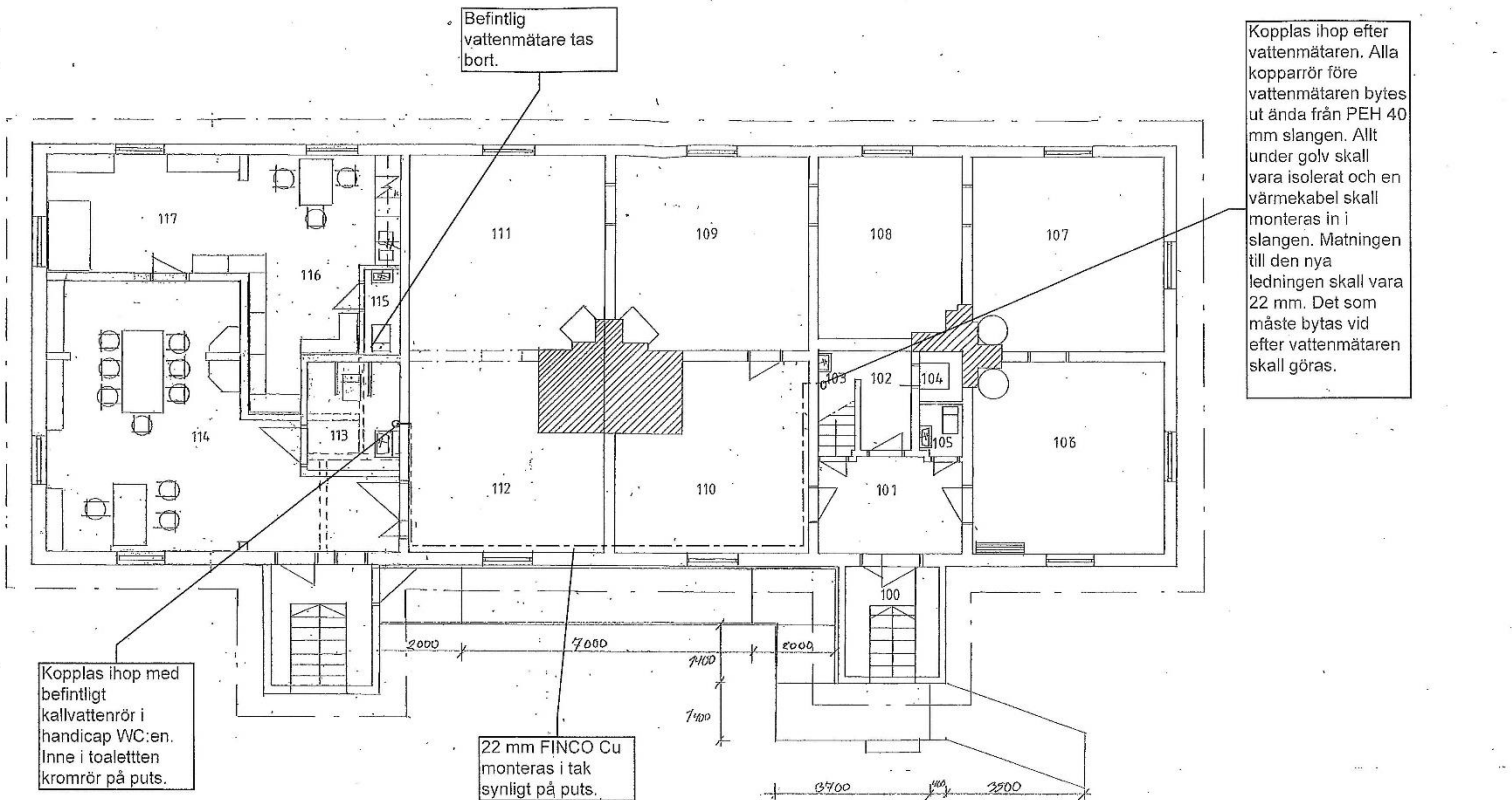 Befintlig
vattenmätare tas
bort.
Kopplas ihop efter
vattenmätaren. Alla
kopparrör före
vattenmätaren bytes
ut ända från PEH 40
mm slangen. Allt
under golv skall
vara isolerat och en
värmekabel skall
monteras in i
slangen. Matningen
till den nya
ledningen skall vara
22 mm. Det som
måste bytas vid
efter vattenmätaren
skall göras.
117
116
115
111
109
108
107
103
102
104
114
113
112
110
105
106
101
100
2000
7000
2000
1400
1400
Kopplas ihop med
befintligt
kallvattenrör i
handicap WC:en.
Inne i toalettten
kromrör på puts.
22 mm FINCO Cu
monteras i tak
synligt på puts.
3700
3500